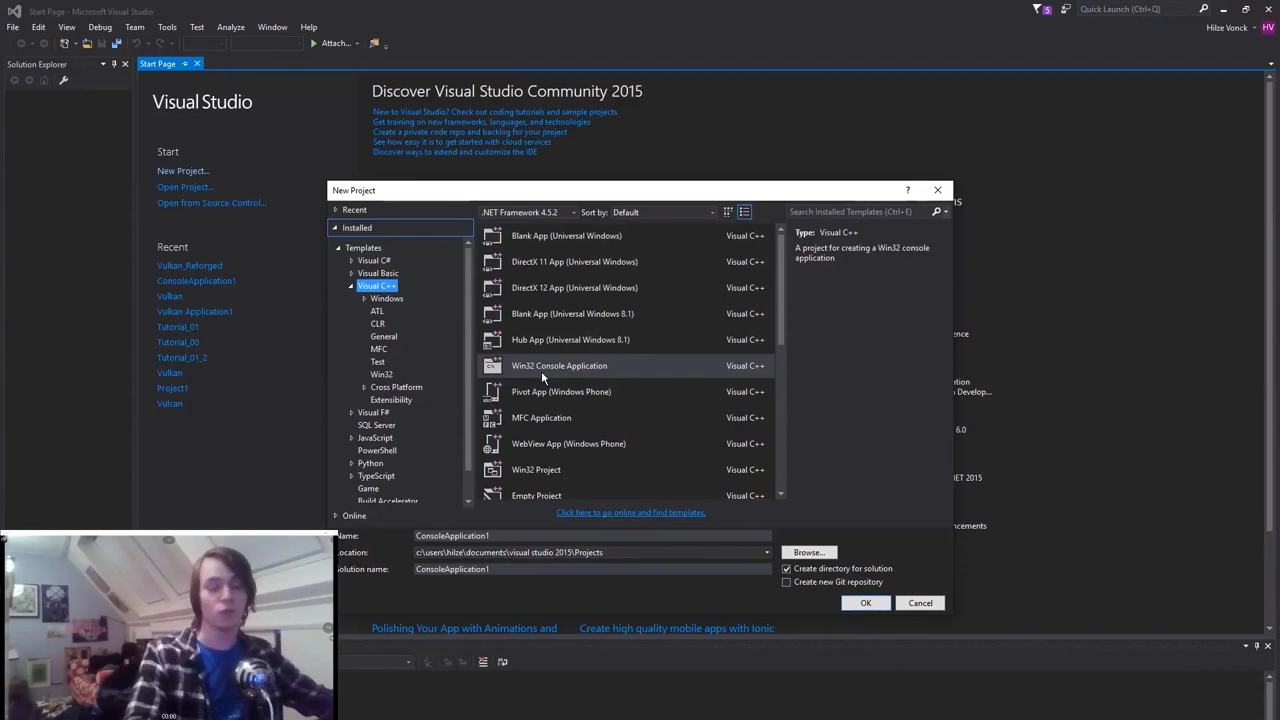 Start Page - Microsoft Visual Studio
5
Quick Launch (Ctrl+Q)
File Edit View Debug Team Tools Test Analyze Window Help
Hilze Vonck
HV
Attach...
Solution Explorer
Start Page
Visual Studio
Discover Visual Studio Community 2015
New to Visual Studio? Check out coding tutorials and sample projects
Get training on new frameworks, languages, and technologies
Create a private code repo and backlog for your project
See how easy it is to get started with cloud services
Discover ways to extend and customize the IDE
Start
New Project...
Open Project...
Open from Source Control...
Recent
Vulkan_Reforged
ConsoleApplication1
Vulkan
Vulkan Application1
Tutorial_01
Tutorial_00
Tutorial_01_2
Vulkan
Project1
Vulcan
New Project
?
Recent
Installed
Templates
Visual C#
Visual Basic
Visual C++
Windows
ATL
CLR
General
MFC
Test
Win32
Cross Platform
Extensibility
Visual F#
SQL Server
JavaScript
PowerShell
Python
TypeScript
Game
Build Accelerator
Online
.NET Framework 4.5.2
Sort by: Default
Search Installed Templates (Ctrl+E)
Blank App (Universal Windows) Visual C++
DirectX 11 App (Universal Windows) Visual C++
DirectX 12 App (Universal Windows) Visual C++
Blank App (Universal Windows 8.1) Visual C++
Hub App (Universal Windows 8.1) Visual C++
Win32 Console Application Visual C++
Pivot App (Windows Phone) Visual C++
MFC Application Visual C++
WebView App (Windows Phone) Visual C++
Win32 Project Visual C++
Empty Project Visual C++
Click here to go online and find templates.
Type: Visual C++
A project for creating a Win32 console
application
Name: ConsoleApplication1
Location: c:\users\hilze\documents\visual studio 2015\Projects
Browse...
Solution name: ConsoleApplication1
Create directory for solution
Create new Git repository
OK
Cancel
Polishing Your App with Animations and
Create high quality mobile apps with Ionic
00:00